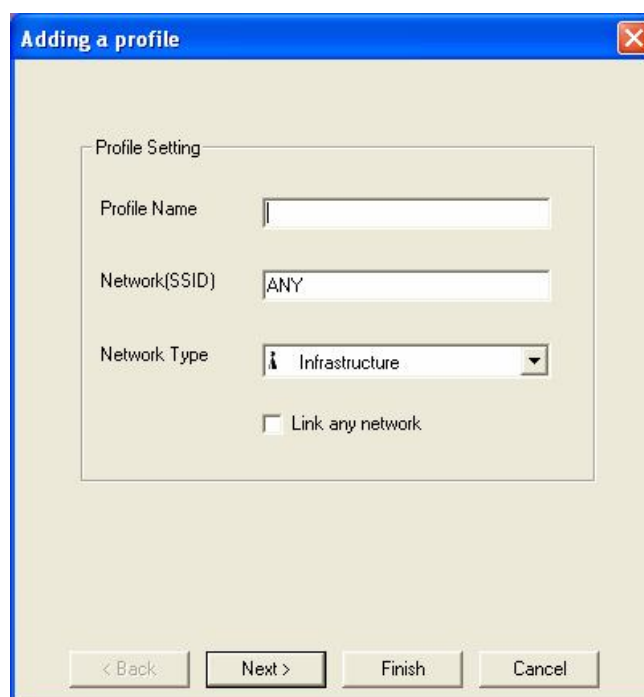 Adding a profile
Profile Setting
Profile Name
Network(SSID) ANY
Network Type Infrastructure
Link any network
< Back Next > Finish Cancel